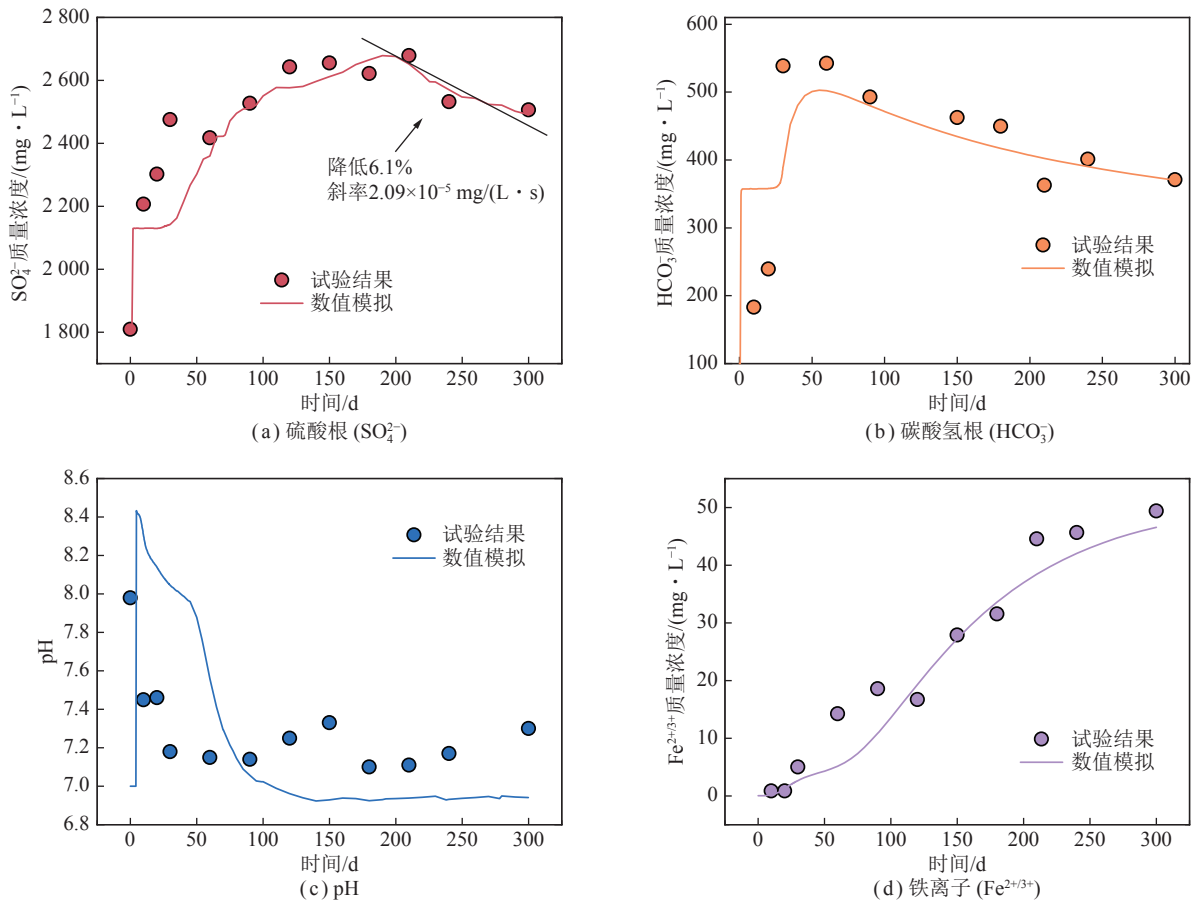 2 800
2 600
2 400
2 200
2 000
1 800
SO₄²⁻质量浓度/(mg·L⁻¹)
降低6.1%
斜率2.09×10⁻⁵ mg/(L·s)
试验结果
数值模拟
0 50 100 150 200 250 300
时间/d
(a) 硫酸根 (SO₄²⁻)
600
500
400
300
200
100
HCO₃⁻质量浓度/(mg·L⁻¹)
试验结果
数值模拟
0 50 100 150 200 250 300
时间/d
(b) 碳酸氢根 (HCO₃⁻)
8.6
8.4
8.2
8.0
7.8
7.6
7.4
7.2
7.0
6.8
pH
试验结果
数值模拟
0 50 100 150 200 250 300
时间/d
(c) pH
50
40
30
20
10
0
Fe²⁺ᐟ³⁺质量浓度/(mg·L⁻¹)
试验结果
数值模拟
0 50 100 150 200 250 300
时间/d
(d) 铁离子 (Fe²⁺ᐟ³⁺)